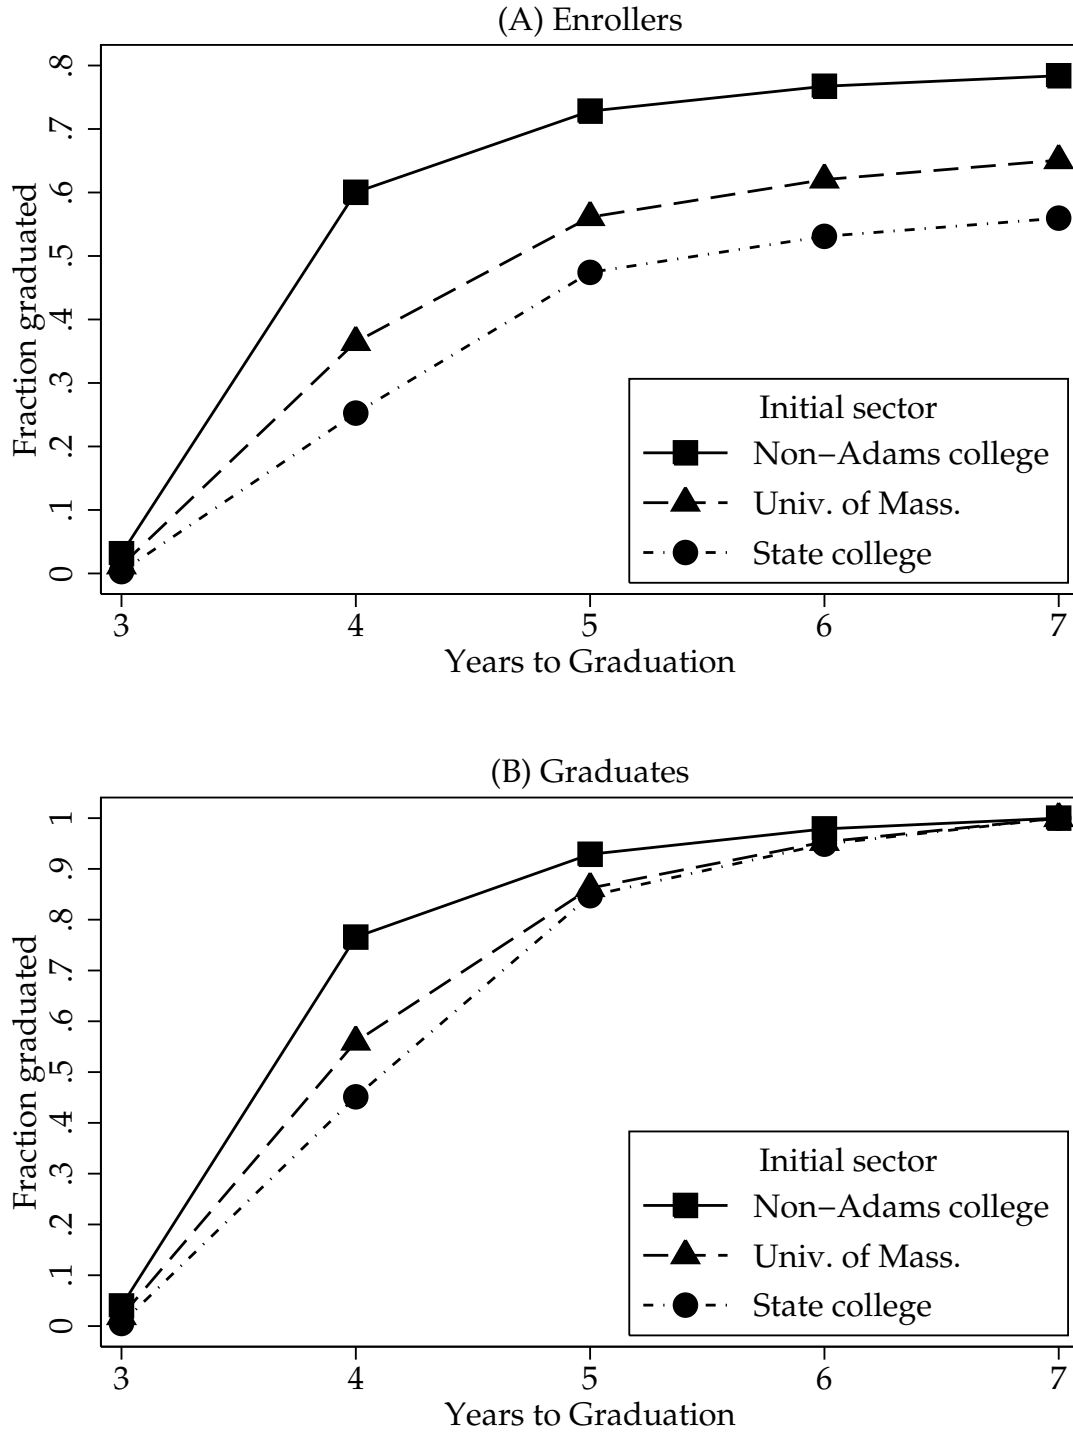 (A) Enrollers
.8
.7
.6
.5
.4
.3
.2
.1
0
Fraction graduated
Initial sector
Non−Adams college
Univ. of Mass.
State college
3 4 5 6 7
Years to Graduation
(B) Graduates
1
.9
.8
.7
.6
.5
.4
.3
.2
.1
0
Fraction graduated
Initial sector
Non−Adams college
Univ. of Mass.
State college
3 4 5 6 7
Years to Graduation